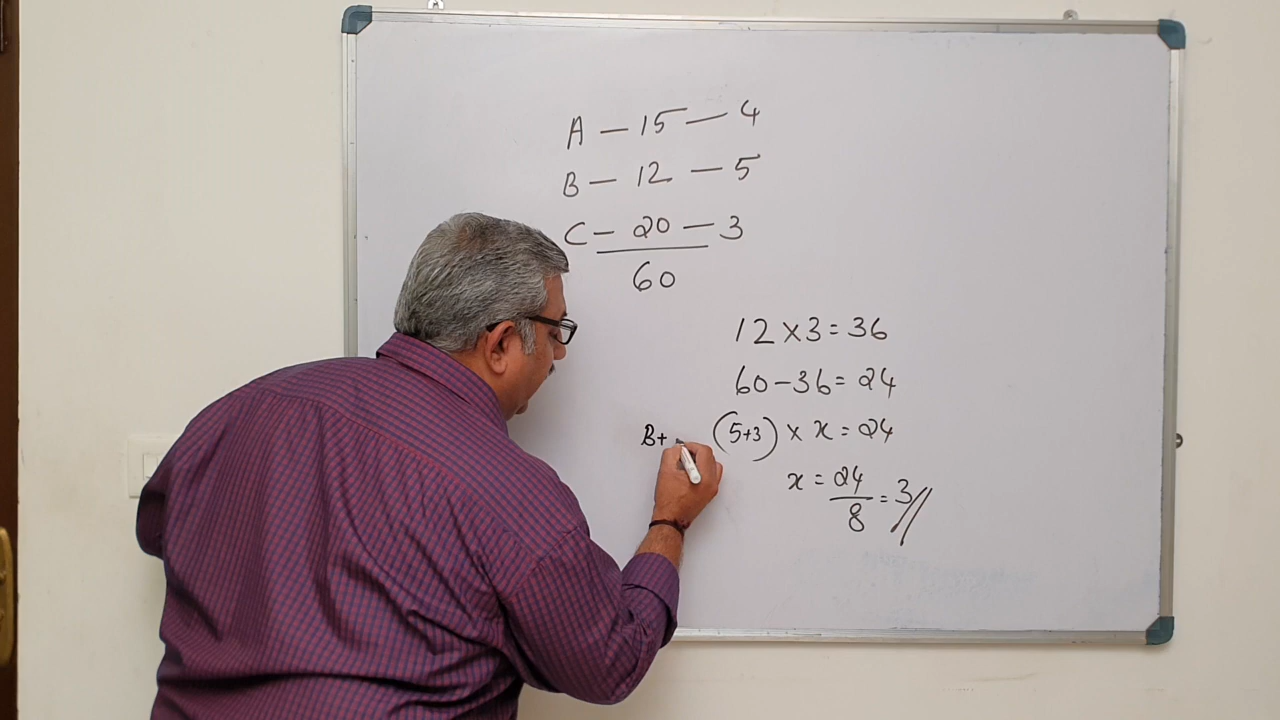 A — 15 — 4
B — 12 — 5
C — 20 — 3
60
12 × 3 = 36
60 – 36 = 24
B+ (5+3) × x = 24
x = 24/8 = 3//